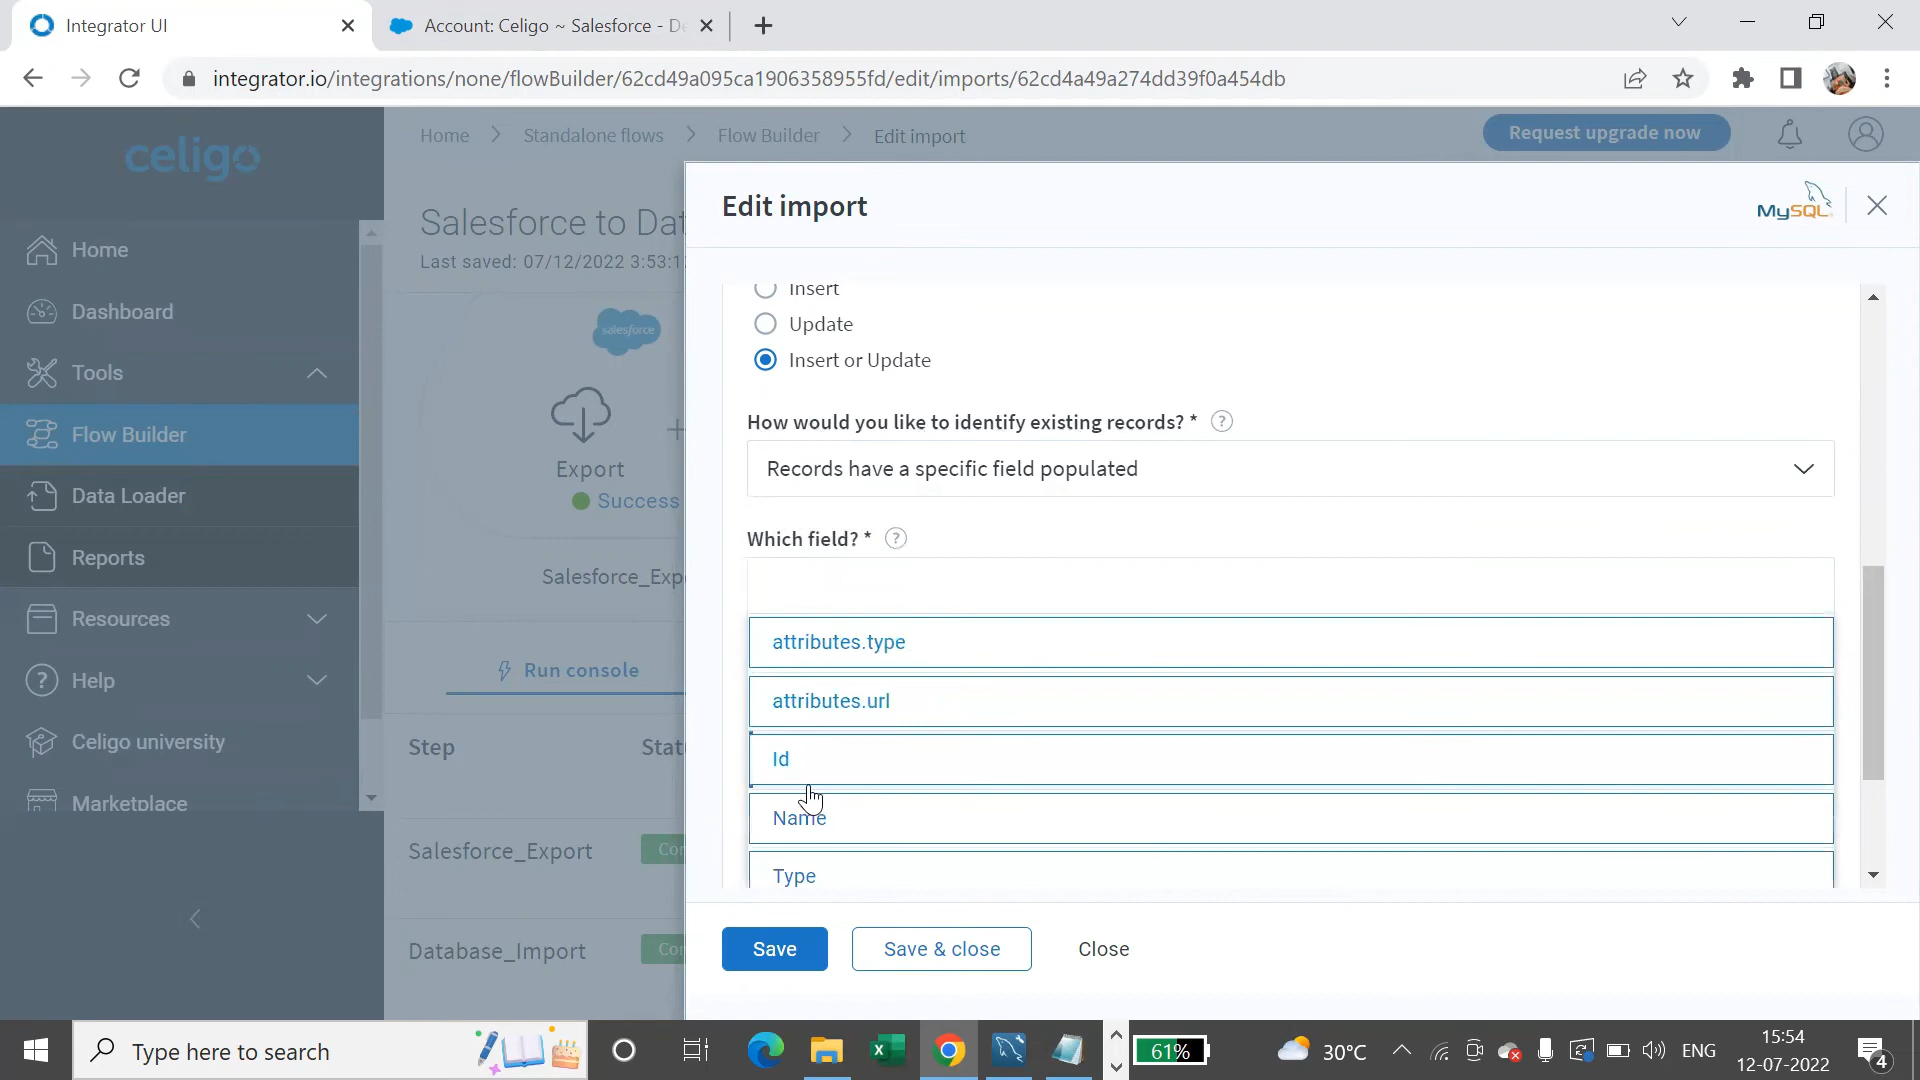 Integrator UI
Account: Celigo ~ Salesforce - De
integrator.io/integrations/none/flowBuilder/62cd49a095ca1906358955fd/edit/imports/62cd4a49a274dd39f0a454db
celigo
Home
Dashboard
Tools
Flow Builder
Data Loader
Reports
Resources
Help
Celigo university
Marketplace
Home > Standalone flows > Flow Builder > Edit import
Request upgrade now
Salesforce to Dat
Last saved: 07/12/2022 3:53:1
salesforce
Export
Success
Salesforce_Exp
Run console
Step
Stat
Salesforce_Export
Database_Import
Edit import
MySQL
Insert
Update
Insert or Update
How would you like to identify existing records? *
Records have a specific field populated
Which field? *
attributes.type
attributes.url
Id
Name
Type
Save
Save & close
Close
Type here to search
61%
30°C
ENG
15:54
12-07-2022
4